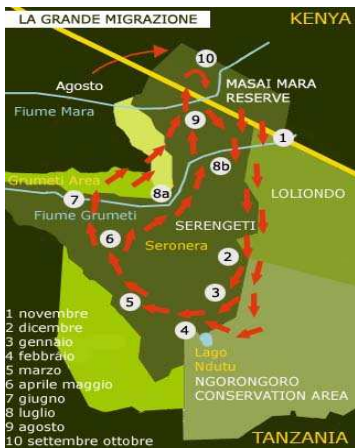 LA GRANDE MIGRAZIONE
KENYA
10
Agosto
MASAI MARA
RESERVE
Fiume Mara
9
1
8b
LOLIONDO
Grumeti Area
8a
7
Fiume Grumeti
SERENGETI
6
Seronera
2
3
5
4
1 novembre
2 dicembre
3 gennaio
4 febbraio
5 marzo
6 aprile maggio
7 giugno
8 luglio
9 agosto
10 settembre ottobre
Lago
Ndutu
NGORONGORO
CONSERVATION AREA
TANZANIA